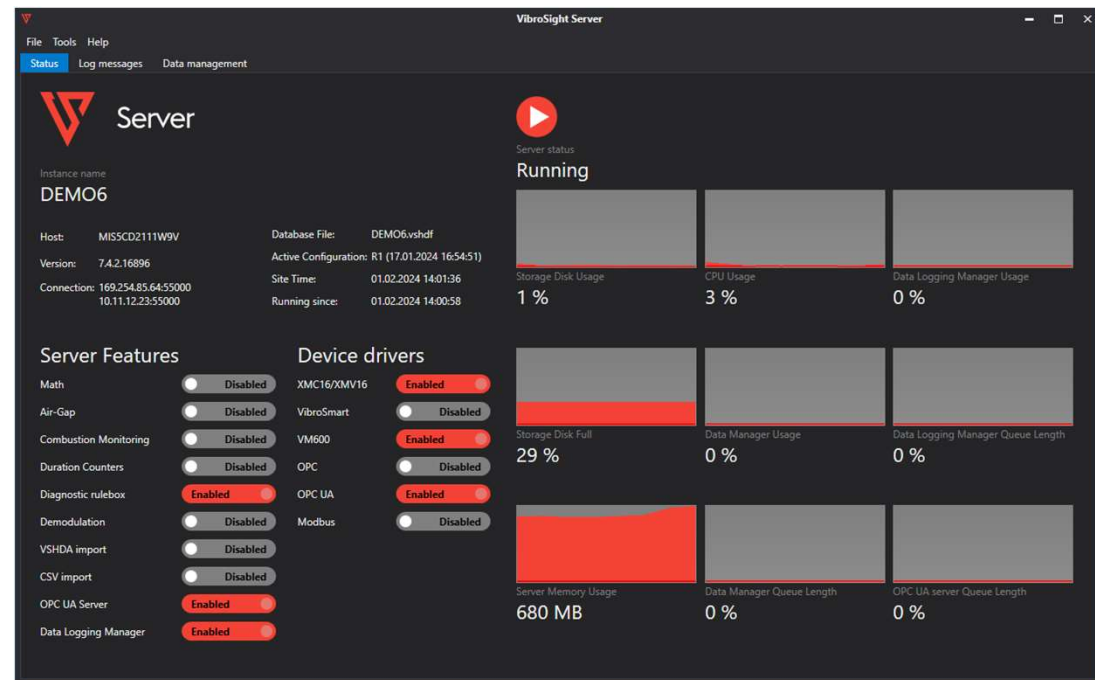 VibroSight Server
File Tools Help
Status Log messages Data management
Server
Instance name
DEMO6
Host: MIS5CD2111W9V
Version: 7.4.2.16896
Connection: 169.254.85.64:55000
10.11.12.23:55000
Database File: DEMO6.vshdf
Active Configuration: R1 (17.01.2024 16:54:51)
Site Time: 01.02.2024 14:01:36
Running since: 01.02.2024 14:00:58
Server Features
Math Disabled
Air-Gap Disabled
Combustion Monitoring Disabled
Duration Counters Disabled
Diagnostic rulebox Enabled
Demodulation Disabled
VSHDA import Disabled
CSV import Disabled
OPC UA Server Enabled
Data Logging Manager Enabled
Device drivers
XMC16/XMV16 Enabled
VibroSmart Disabled
VM600 Enabled
OPC Disabled
OPC UA Enabled
Modbus Disabled
Server status
Running
Storage Disk Usage
1 %
CPU Usage
3 %
Data Logging Manager Usage
0 %
Storage Disk Full
29 %
Data Manager Usage
0 %
Data Logging Manager Queue Length
0 %
Server Memory Usage
680 MB
Data Manager Queue Length
0 %
OPC UA server Queue Length
0 %